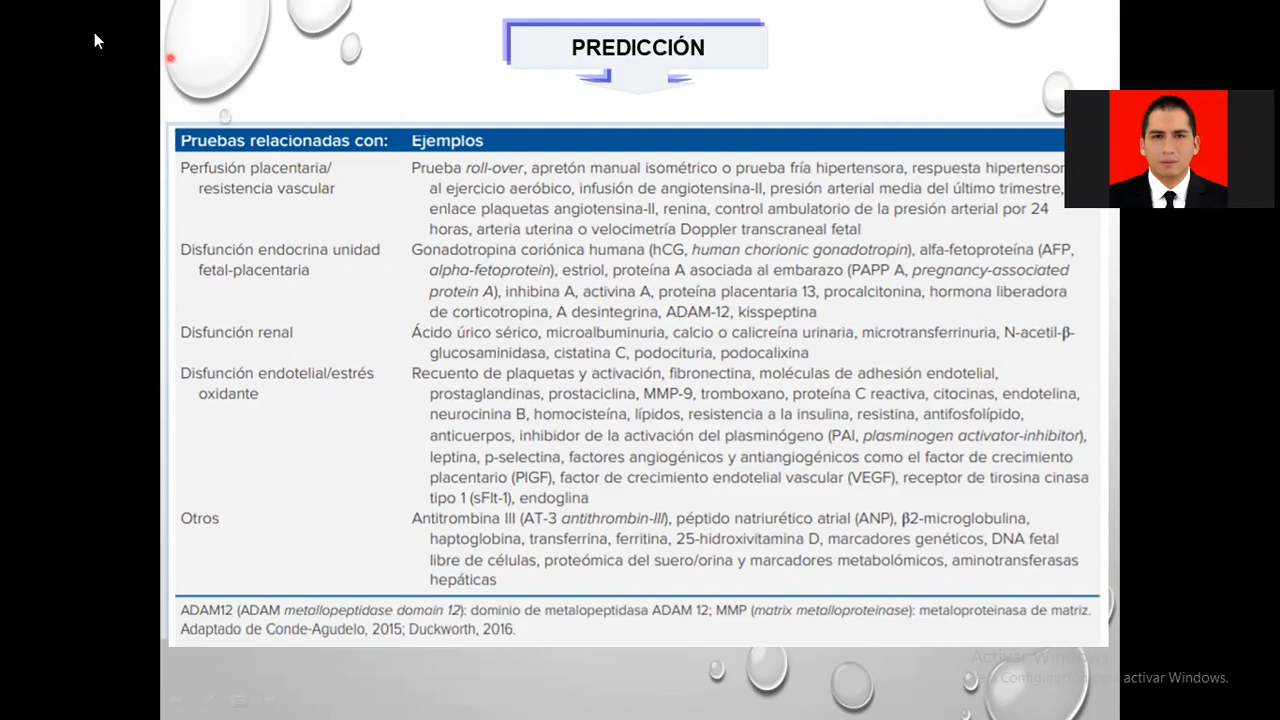 PREDICCIÓN
Pruebas relacionadas con: Ejemplos
Perfusión placentaria/ Prueba roll-over, apretón manual isométrico o prueba fría hipertensora, respuesta hipertensor
resistencia vascular al ejercicio aeróbico, infusión de angiotensina-II, presión arterial media del último trimestre,
enlace plaquetas angiotensina-II, renina, control ambulatorio de la presión arterial por 24
horas, arteria uterina o velocimetría Doppler transcraneal fetal
Disfunción endocrina unidad Gonadotropina coriónica humana (hCG, human chorionic gonadotropin), alfa-fetoproteína (AFP,
fetal-placentaria alpha-fetoprotein), estriol, proteína A asociada al embarazo (PAPP A, pregnancy-associated
protein A), inhibina A, activina A, proteína placentaria 13, procalcitonina, hormona liberadora
de corticotropina, A desintegrina, ADAM-12, kisspeptina
Disfunción renal Ácido úrico sérico, microalbuminuria, calcio o calicreína urinaria, microtransferrinuria, N-acetil-β-
glucosaminidasa, cistatina C, podocituria, podocalixina
Disfunción endotelial/estrés Recuento de plaquetas y activación, fibronectina, moléculas de adhesión endotelial,
oxidante prostaglandinas, prostaciclina, MMP-9, tromboxano, proteína C reactiva, citocinas, endotelina,
neurocinina B, homocisteína, lípidos, resistencia a la insulina, resistina, antifosfolípido,
anticuerpos, inhibidor de la activación del plasminógeno (PAI, plasminogen activator-inhibitor),
leptina, p-selectina, factores angiogénicos y antiangiogénicos como el factor de crecimiento
placentario (PlGF), factor de crecimiento endotelial vascular (VEGF), receptor de tirosina cinasa
tipo 1 (sFlt-1), endoglina
Otros Antitrombina III (AT-3 antithrombin-III), péptido natriurético atrial (ANP), β2-microglobulina,
haptoglobina, transferrina, ferritina, 25-hidroxivitamina D, marcadores genéticos, DNA fetal
libre de células, proteómica del suero/orina y marcadores metabolómicos, aminotransferasas
hepáticas
ADAM12 (ADAM metallopeptidase domain 12): dominio de metalopeptidasa ADAM 12; MMP (matrix metalloproteinase): metaloproteinasa de matriz.
Adaptado de Conde-Agudelo, 2015; Duckworth, 2016.
Activar Windows
activar Windows.